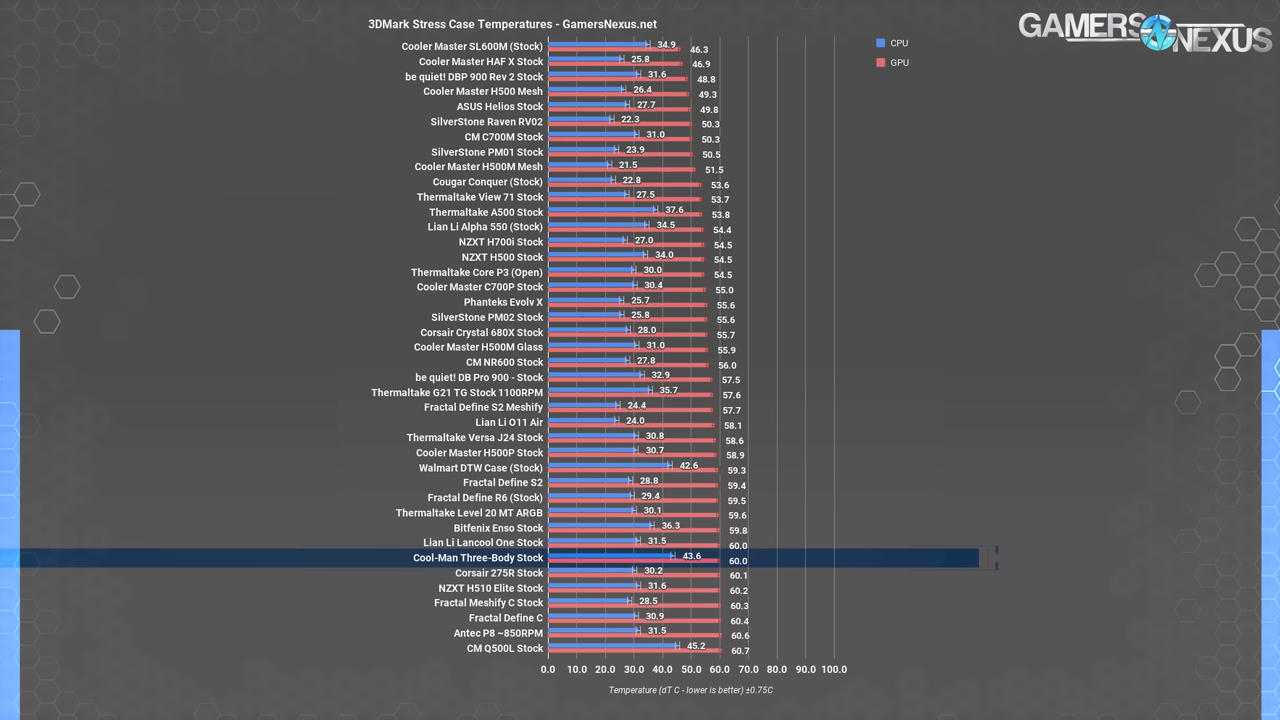 3DMark Stress Case Temperatures - GamersNexus.net
GAMERS NEXUS
CPU
GPU
Cooler Master SL600M (Stock) 34.9 46.3
Cooler Master HAF X Stock 25.8 46.9
be quiet! DBP 900 Rev 2 Stock 31.6 48.8
Cooler Master H500 Mesh 26.4 49.3
ASUS Helios Stock 27.7 49.8
SilverStone Raven RV02 22.3 50.3
CM C700M Stock 31.0 50.3
SilverStone PM01 Stock 23.9 50.5
Cooler Master H500M Mesh 21.5 51.5
Cougar Conquer (Stock) 22.8 53.6
Thermaltake View 71 Stock 27.5 53.7
Thermaltake A500 Stock 37.6 53.8
Lian Li Alpha 550 (Stock) 34.5 54.4
NZXT H700i Stock 27.0 54.5
NZXT H500 Stock 34.0 54.5
Thermaltake Core P3 (Open) 30.0 54.5
Cooler Master C700P Stock 30.4 55.0
Phanteks Evolv X 25.7 55.6
SilverStone PM02 Stock 25.8 55.6
Corsair Crystal 680X Stock 28.0 55.7
Cooler Master H500M Glass 31.0 55.9
CM NR600 Stock 27.8 56.0
be quiet! DB Pro 900 - Stock 32.9 57.5
Thermaltake G21 TG Stock 1100RPM 35.7 57.6
Fractal Define S2 Meshify 24.4 57.7
Lian Li O11 Air 24.0 58.1
Thermaltake Versa J24 Stock 30.8 58.6
Cooler Master H500P Stock 30.7 58.9
Walmart DTW Case (Stock) 42.6 59.3
Fractal Define S2 28.8 59.4
Fractal Define R6 (Stock) 29.4 59.5
Thermaltake Level 20 MT ARGB 30.1 59.6
Bitfenix Enso Stock 36.3 59.8
Lian Li Lancool One Stock 31.5 60.0
Cool-Man Three-Body Stock 43.6 60.0
Corsair 275R Stock 30.2 60.1
NZXT H510 Elite Stock 31.6 60.2
Fractal Meshify C Stock 28.5 60.3
Fractal Define C 30.9 60.4
Antec P8 ~850RPM 31.5 60.6
CM Q500L Stock 45.2 60.7
0.0 10.0 20.0 30.0 40.0 50.0 60.0 70.0 80.0 90.0 100.0
Temperature (dT C - lower is better) ±0.75C